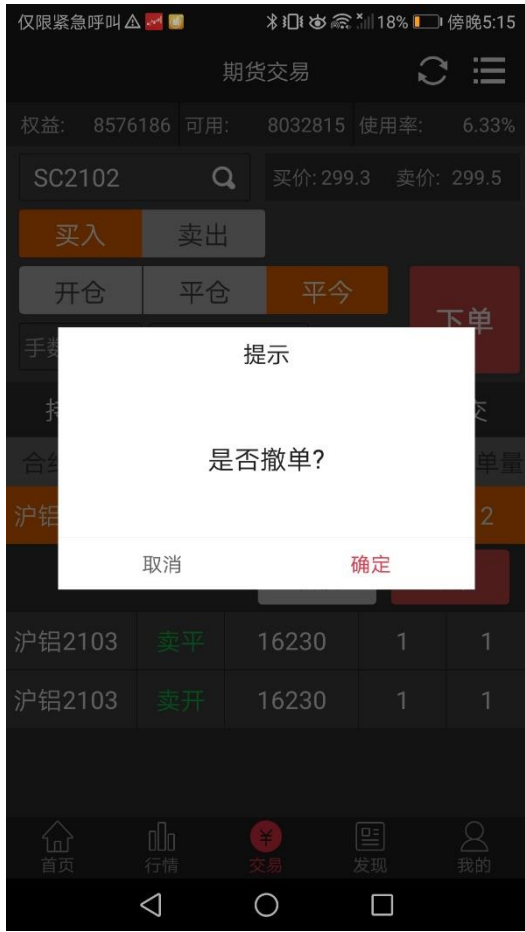 仅限紧急呼叫 18% 傍晚5:15
期货交易
权益: 8576186 可用: 8032815 使用率: 6.33%
SC2102 买价: 299.3 卖价: 299.5
买入 卖出
开仓 平仓 平今
下单
手数
提示
是否撤单?
取消 确定
单量
沪铝 2
沪铝2103 卖平 16230 1 1
沪铝2103 卖开 16230 1 1
首页 行情 交易 发现 我的